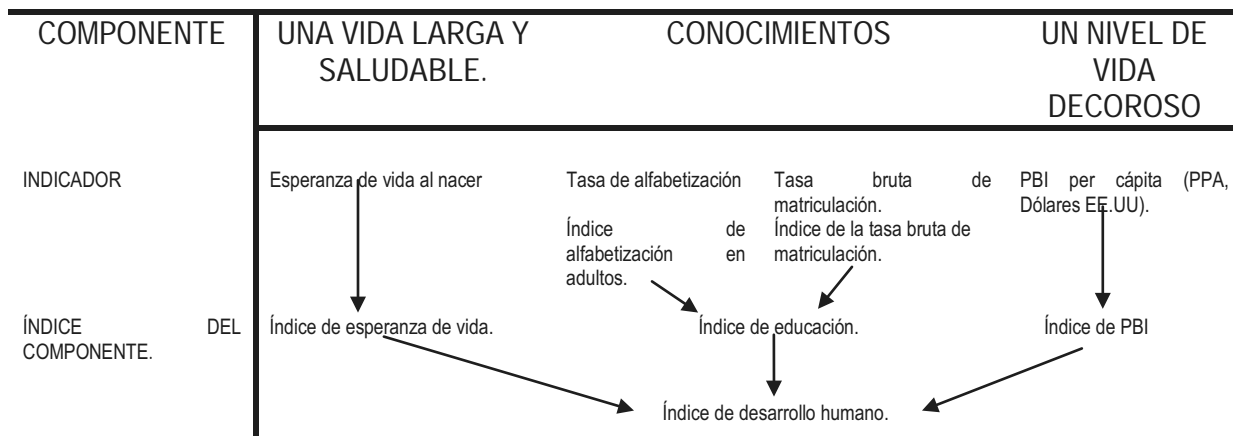 COMPONENTE
UNA VIDA LARGA Y
SALUDABLE.
CONOCIMIENTOS
UN NIVEL DE
VIDA
DECOROSO
INDICADOR
Esperanza de vida al nacer
Tasa de alfabetización
Índice de
alfabetización en
adultos.
Tasa bruta de
matriculación.
Índice de la tasa bruta de
matriculación.
PBI per cápita (PPA,
Dólares EE.UU).
ÍNDICE DEL
COMPONENTE.
Índice de esperanza de vida.
Índice de educación.
Índice de PBI
Índice de desarrollo humano.